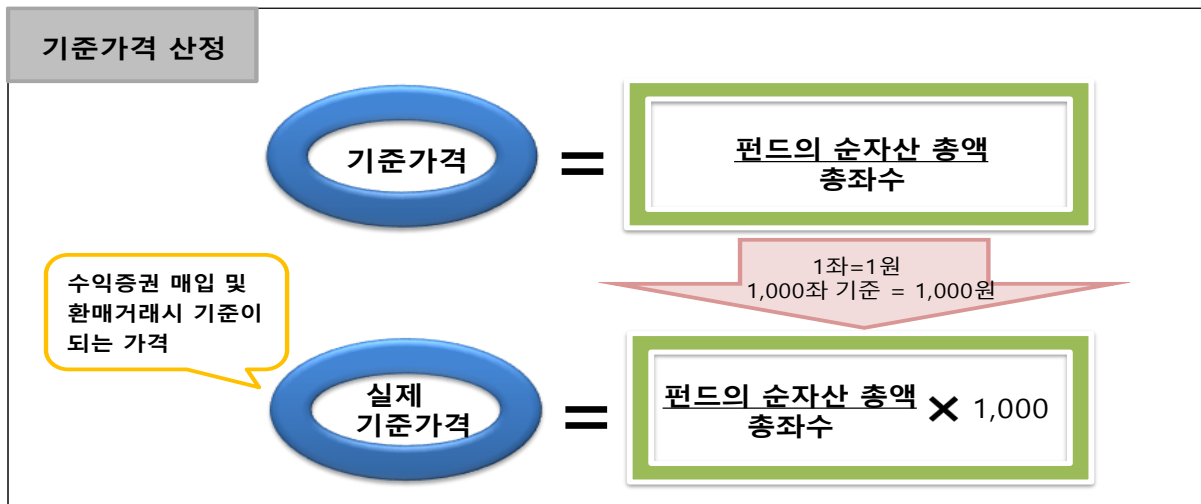 기준가격 산정
기준가격
=
펀드의 순자산 총액
총좌수
1좌=1원
1,000좌 기준 = 1,000원
수익증권 매입 및
환매거래시 기준이
되는 가격
실제
기준가격
=
펀드의 순자산 총액
총좌수
× 1,000